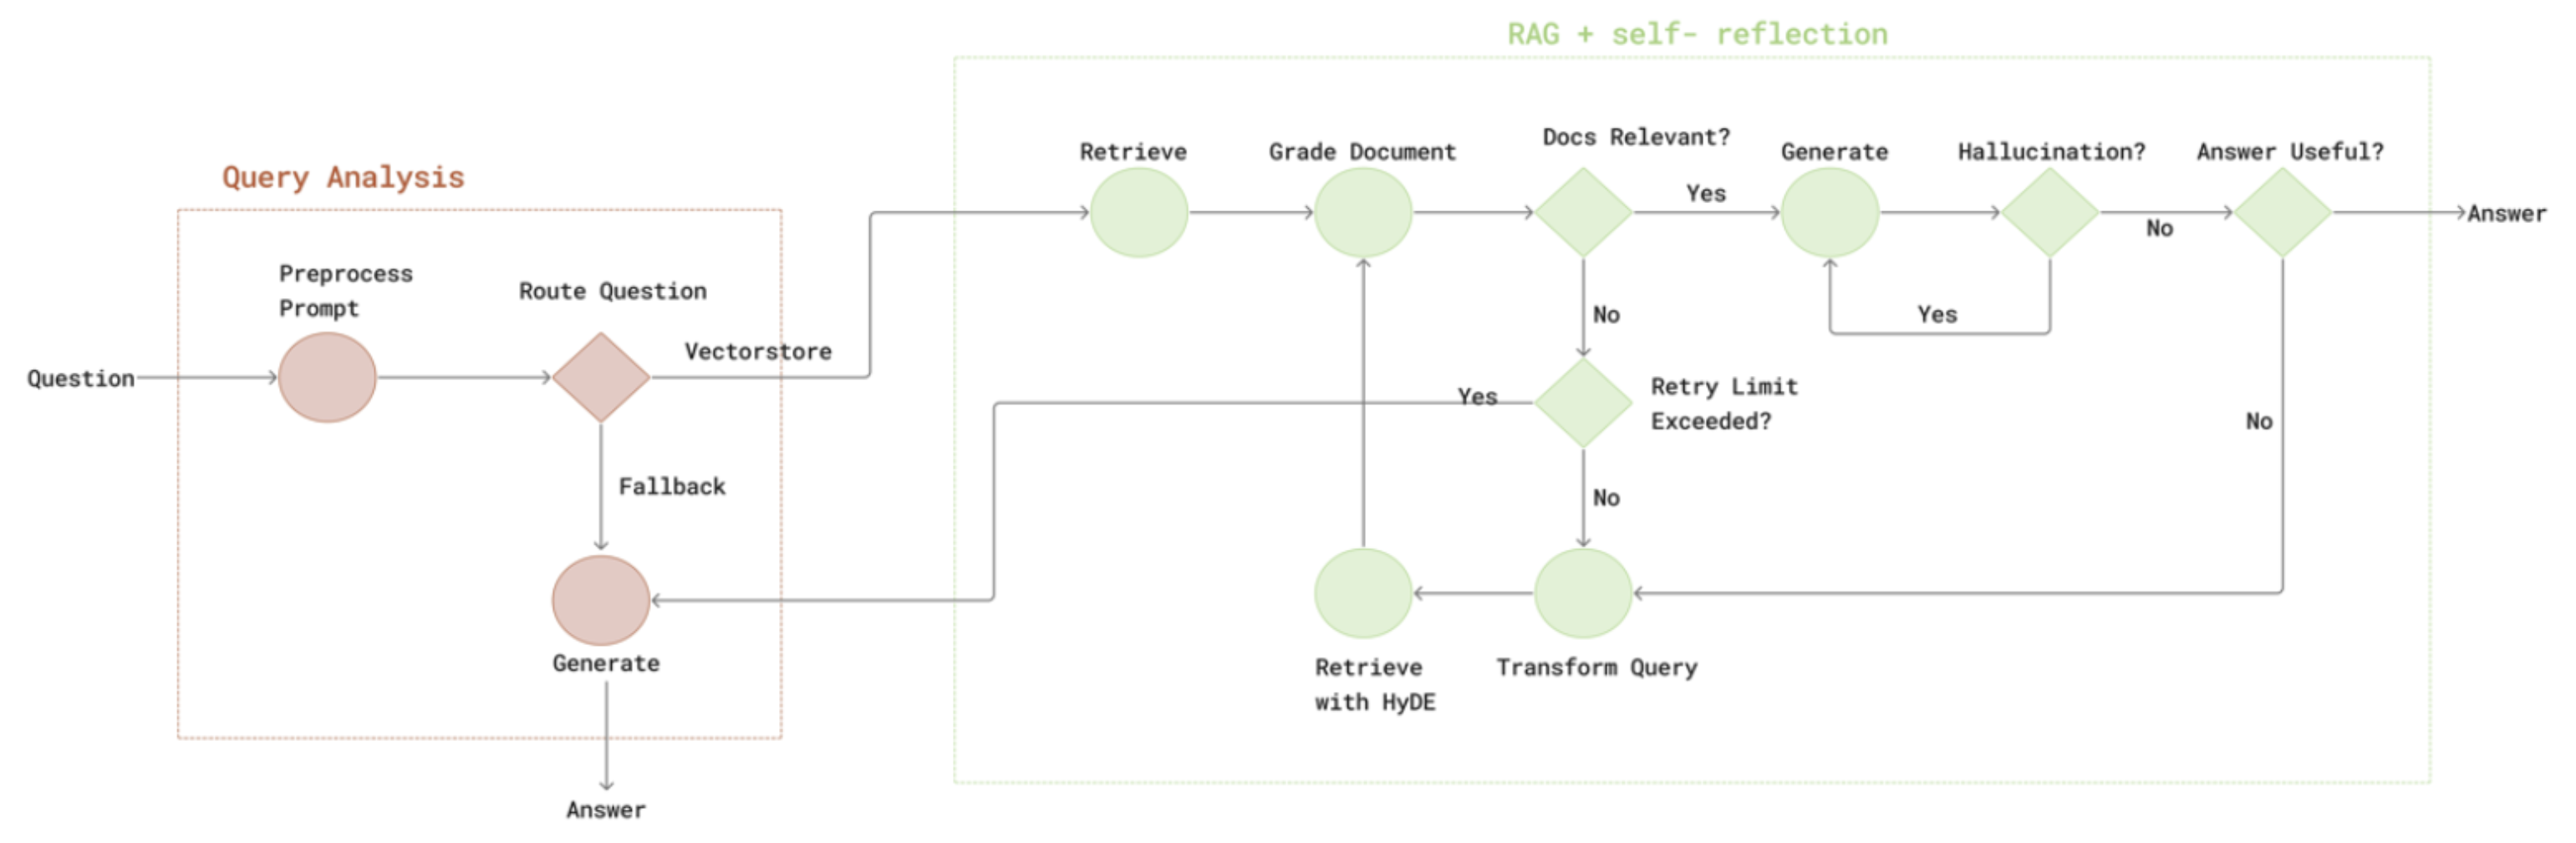 RAG + self- reflection
Query Analysis
Retrieve
Grade Document
Docs Relevant?
Generate
Hallucination?
Answer Useful?
Yes
No
Answer
Preprocess
Prompt
Route Question
Vectorstore
Question
No
Yes
Yes
Retry Limit
Exceeded?
No
Fallback
No
Generate
Retrieve
with HyDE
Transform Query
Answer